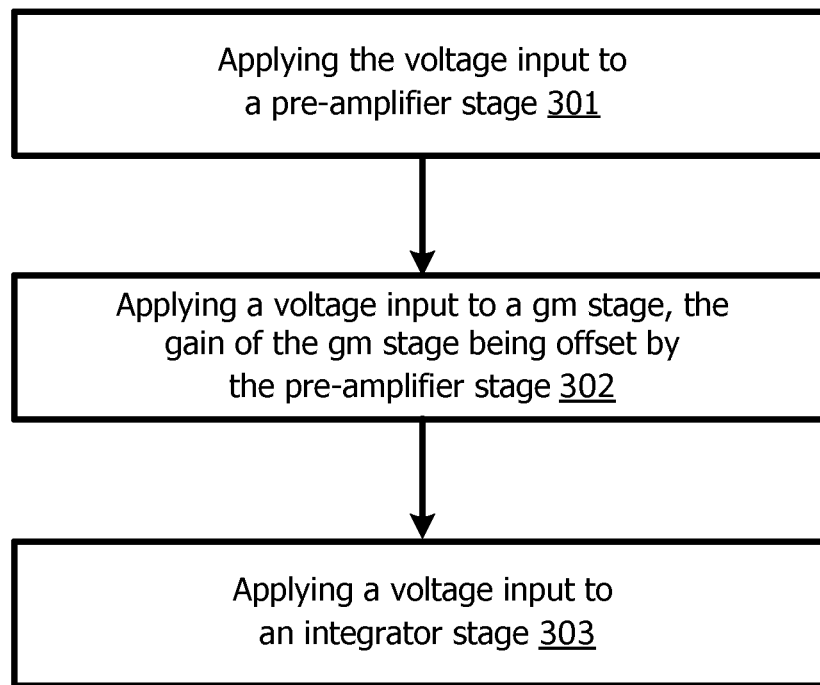 Applying the voltage input to
a pre-amplifier stage 301
Applying a voltage input to a gm stage, the
gain of the gm stage being offset by
the pre-amplifier stage 302
Applying a voltage input to
an integrator stage 303